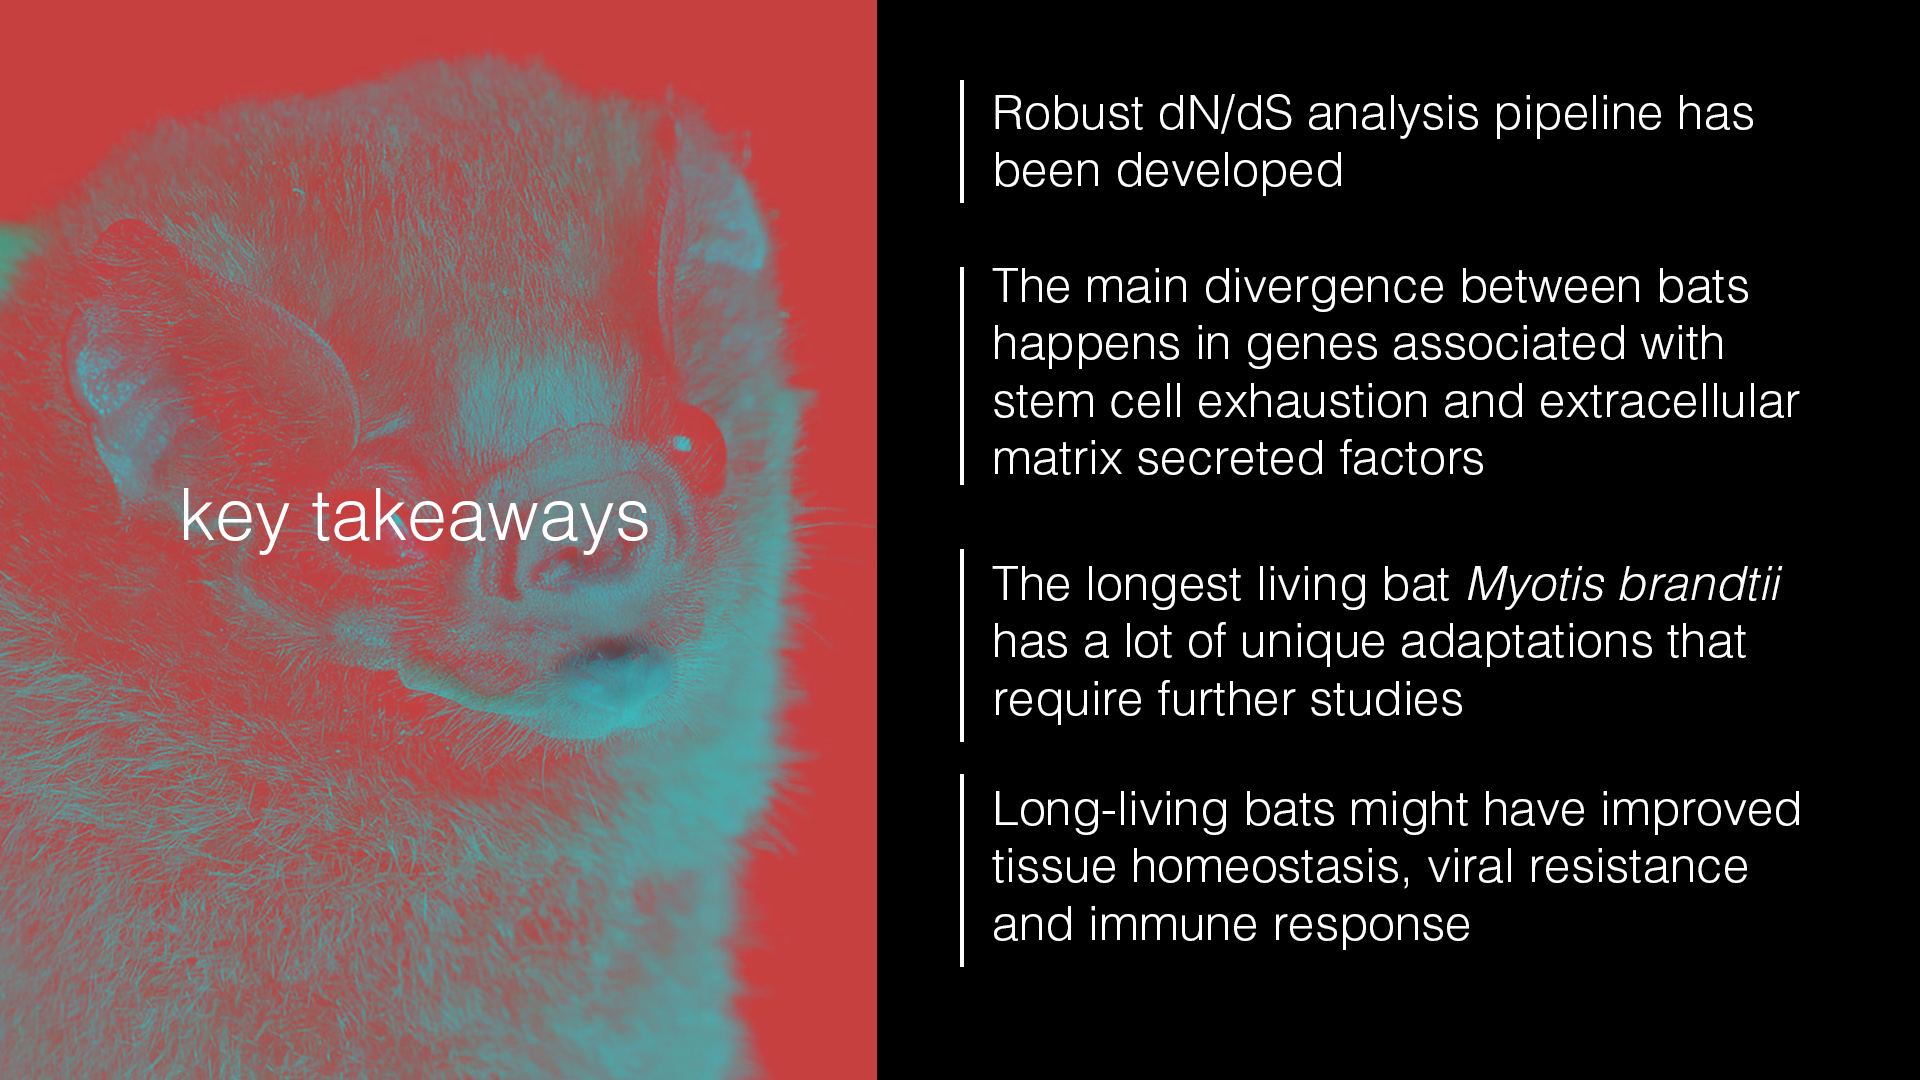 key takeaways
Robust dN/dS analysis pipeline has
been developed
The main divergence between bats
happens in genes associated with
stem cell exhaustion and extracellular
matrix secreted factors
The longest living bat Myotis brandtii
has a lot of unique adaptations that
require further studies
Long-living bats might have improved
tissue homeostasis, viral resistance
and immune response